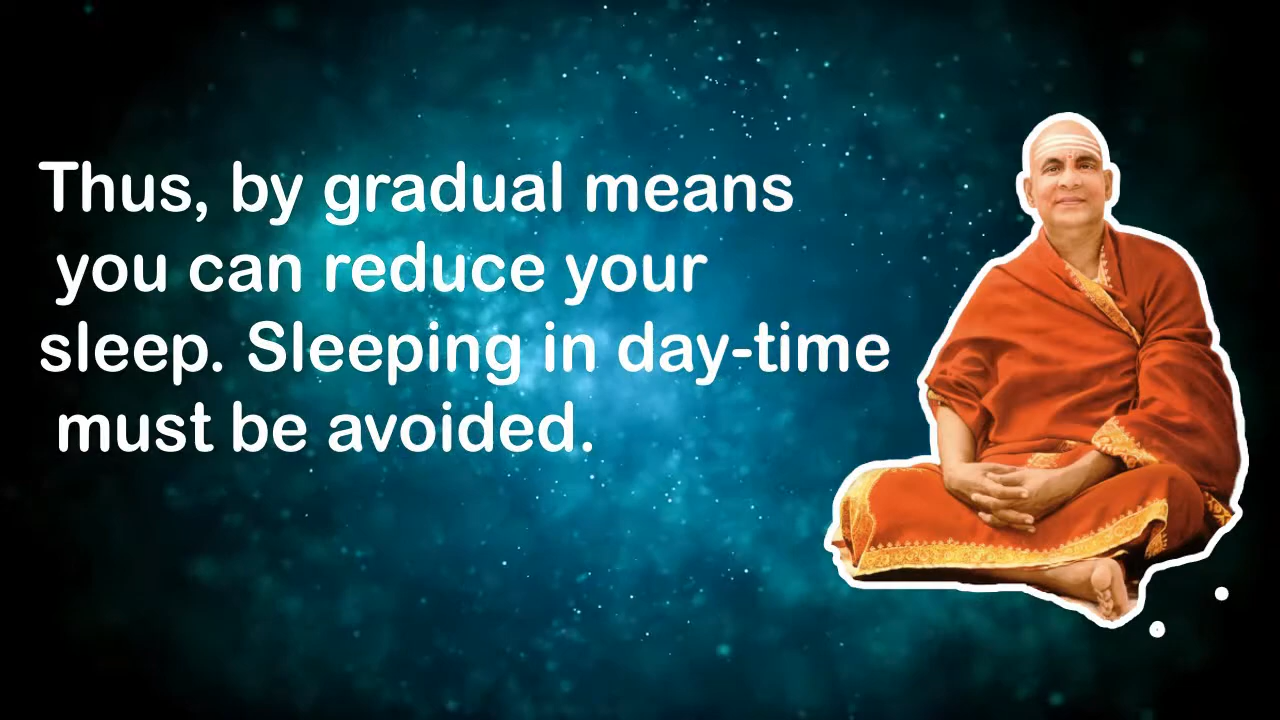 Thus, by gradual means
you can reduce your
sleep. Sleeping in day-time
must be avoided.